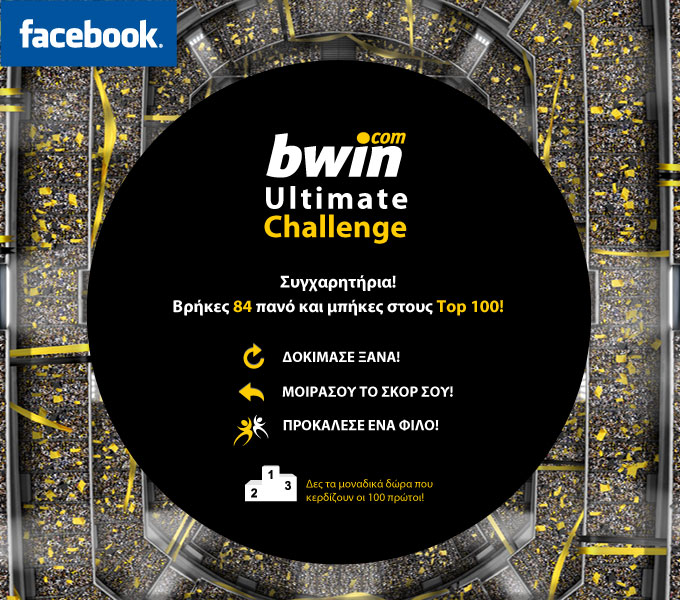 facebook.
bwin.com
Ultimate
Challenge
Συγχαρητήρια!
Βρήκες 84 πανό και μπήκες στους Top 100!
ΔΟΚΙΜΑΣΕ ΞΑΝΑ!
ΜΟΙΡΑΣΟΥ ΤΟ ΣΚΟΡ ΣΟΥ!
ΠΡΟΚΑΛΕΣΕ ΕΝΑ ΦΙΛΟ!
1
2 3
Δες τα μοναδικά δώρα που
κερδίζουν οι 100 πρώτοι!